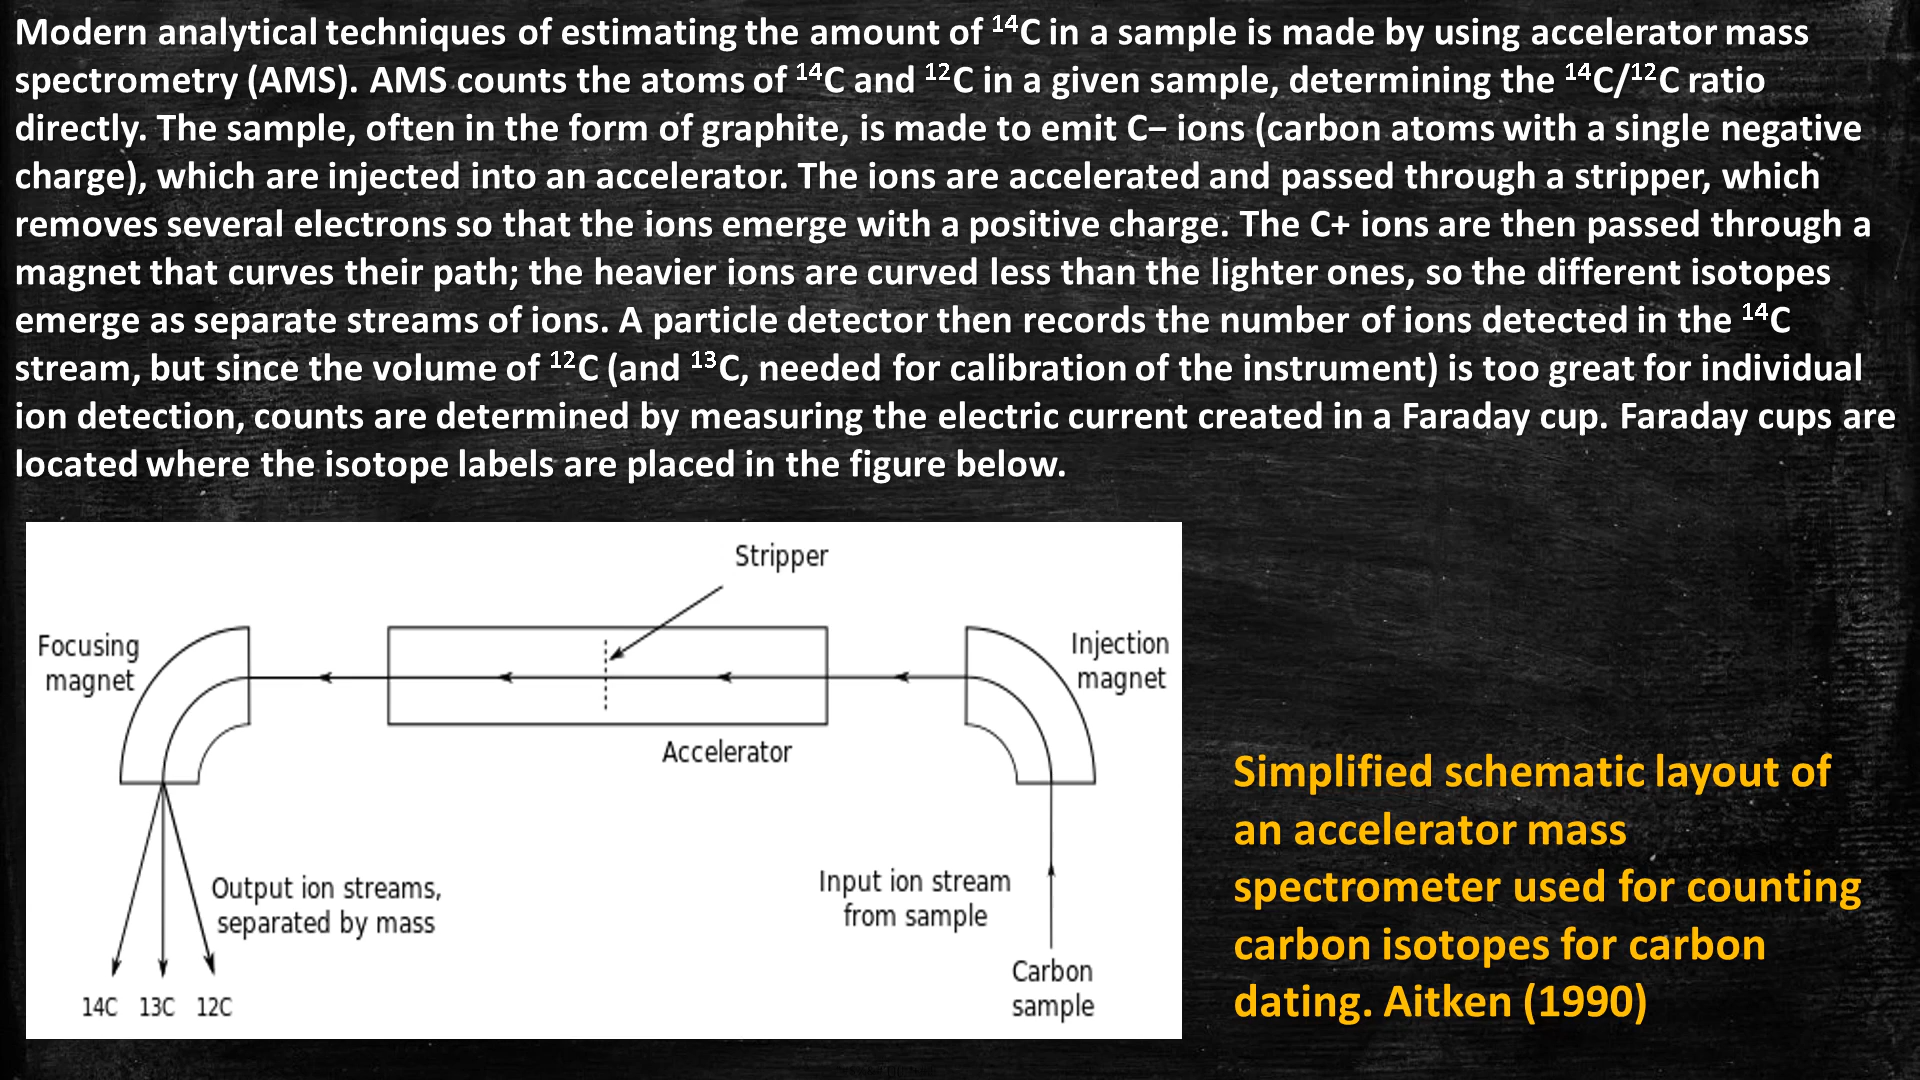 Modern analytical techniques of estimating the amount of ¹⁴C in a sample is made by using accelerator mass
spectrometry (AMS). AMS counts the atoms of ¹⁴C and ¹²C in a given sample, determining the ¹⁴C/¹²C ratio
directly. The sample, often in the form of graphite, is made to emit C− ions (carbon atoms with a single negative
charge), which are injected into an accelerator. The ions are accelerated and passed through a stripper, which
removes several electrons so that the ions emerge with a positive charge. The C+ ions are then passed through a
magnet that curves their path; the heavier ions are curved less than the lighter ones, so the different isotopes
emerge as separate streams of ions. A particle detector then records the number of ions detected in the ¹⁴C
stream, but since the volume of ¹²C (and ¹³C, needed for calibration of the instrument) is too great for individual
ion detection, counts are determined by measuring the electric current created in a Faraday cup. Faraday cups are
located where the isotope labels are placed in the figure below.
Stripper
Focusing
magnet
Injection
magnet
Accelerator
Output ion streams,
separated by mass
Input ion stream
from sample
Carbon
sample
14C 13C 12C
Simplified schematic layout of
an accelerator mass
spectrometer used for counting
carbon isotopes for carbon
dating. Aitken (1990)